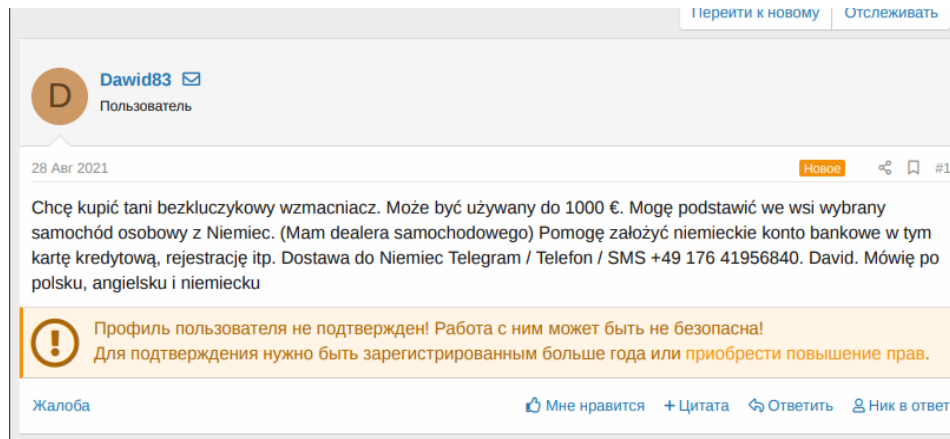 Перейти к новому Отслеживать
D
Dawid83
Пользователь
28 Авг 2021 Новое #1
Chcę kupić tani bezkluczykowy wzmacniacz. Może być używany do 1000 €. Mogę podstawić we wsi wybrany
samochód osobowy z Niemiec. (Mam dealera samochodowego) Pomogę założyć niemieckie konto bankowe w tym
kartę kredytową, rejestrację itp. Dostawa do Niemiec Telegram / Telefon / SMS +49 176 41956840. David. Mówię po
polsku, angielsku i niemiecku
Профиль пользователя не подтвержден! Работа с ним может быть не безопасна!
Для подтверждения нужно быть зарегистрированным больше года или приобрести повышение прав.
Жалоба Мне нравится + Цитата Ответить Ник в ответ